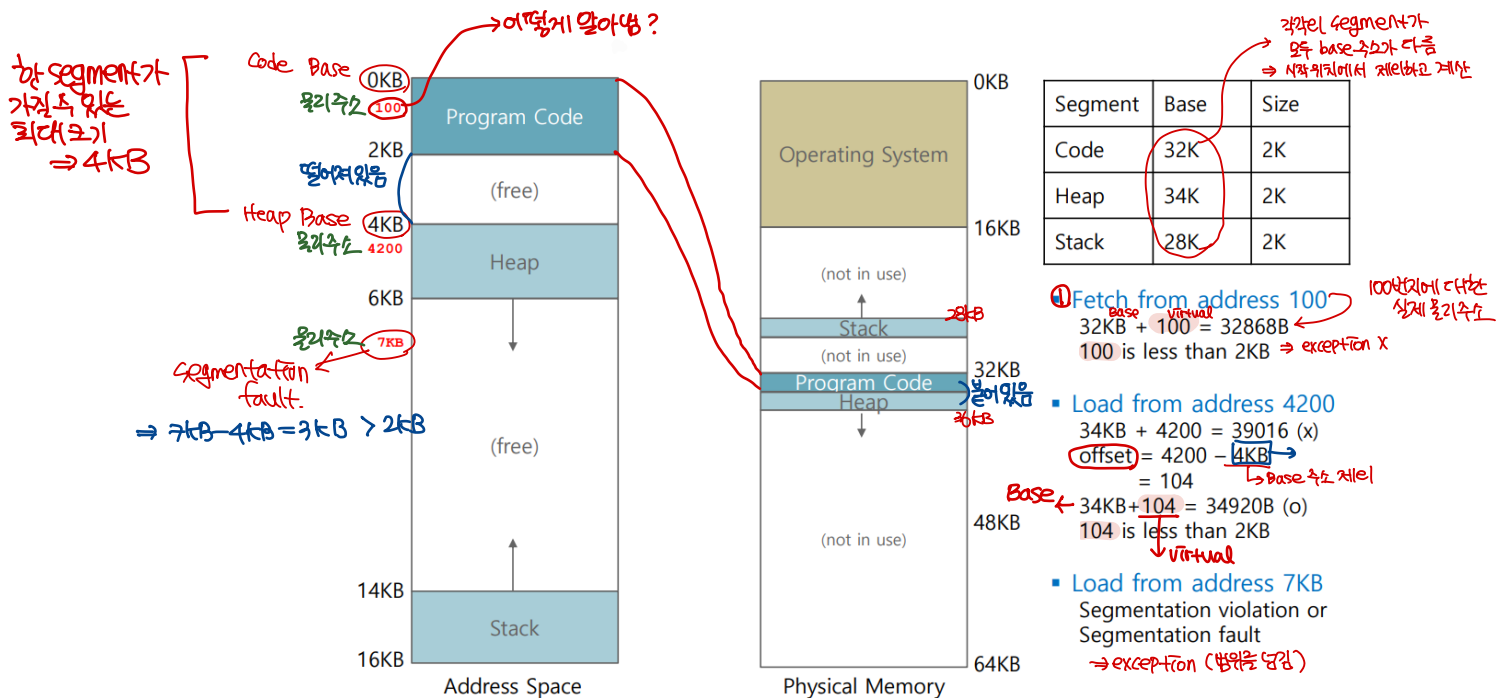 → 어떻게 알아냄?
한 segment가
가질 수 있는
최대크기
⇒ 4KB
Code Base
0KB
물리주소
100
Program Code
2KB
떨어져있음
(free)
Heap Base
4KB
물리주소
4200
Heap
6KB
물리주소
7KB
segmentation
fault.
⇒ 7KB-4KB=3KB > 2KB
(free)
14KB
Stack
16KB
Address Space
0KB
Operating System
16KB
(not in use)
28KB
Stack
(not in use)
32KB
Program Code
붙어있음
Heap
36KB
48KB
(not in use)
64KB
Physical Memory
각각의 segment가
모두 base주소가 다름
⇒ 시작위치에서 제외하고 계산
Segment Base Size
Code 32K 2K
Heap 34K 2K
Stack 28K 2K
1 Fetch from address 100
100번지에 대한
실제 물리주소
Base virtual
32KB + 100 = 32868B
100 is less than 2KB ⇒ exception X
▪ Load from address 4200
34KB + 4200 = 39016 (x)
offset = 4200 – 4KB →
= 104
Base 주소 제외
Base ← 34KB+104 = 34920B (o)
104 is less than 2KB
virtual
▪ Load from address 7KB
Segmentation violation or
Segmentation fault
→ exception (범위를 넘김)